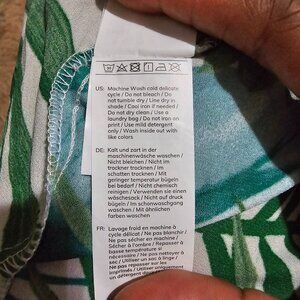 US: Machine Wash cold delicate
cycle / Do not bleach / Do
not tumble dry / Line dry in
shade / Cool iron if needed /
Do not dry clean / Use a
laundry bag / Do not iron on
print / Use mild detergent
only / Wash inside out with
like colors
DE: Kalt und zart in der
maschinenwäsche waschen /
Nicht bleichen / Nicht im
trockner trocknen / Im
schatten trocknen / Mit
geringer temperatur bügeln
bei bedarf / Nicht chemisch
reinigen / Verwenden sie einen
wäschesack / Nicht auf druck
bügeln / Im schonwaschgang
waschen / Mit ähnlichen
farben waschen
FR: Lavage froid en machine à
cycle délicat / Ne pas blanchir /
Ne pas sécher en machine /
Sécher à l'ombre / Repasser à
basse température si
nécessaire / Ne pas nettoyer à
sec / Utiliser un sac à linge /
Ne pas repasser sur les
imprimés / Utiliser uniquement